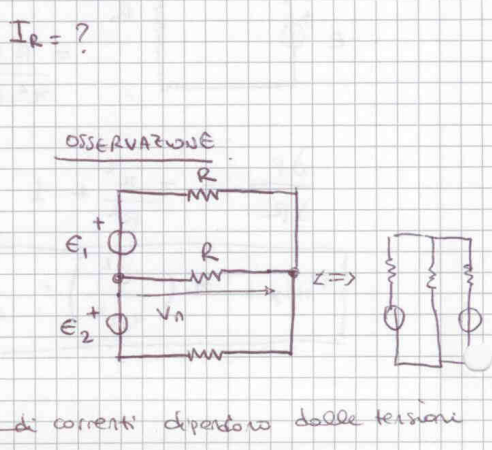 I_R = ?
OSSERVAZIONE
R
+
ε₁
R
<=>
+
ε₂
Vn
di correnti dipendono dalle tensioni